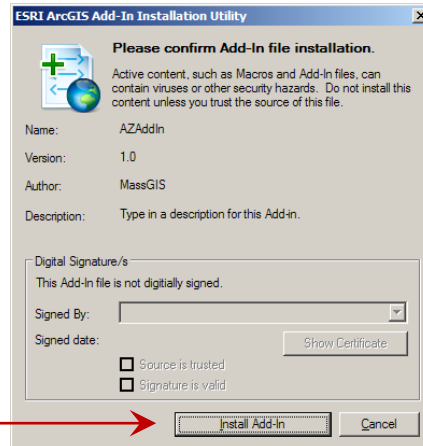 ESRI ArcGIS Add-In Installation Utility
Please confirm Add-In file installation.
Active content, such as Macros and Add-In files, can
contain viruses or other security hazards. Do not install this
content unless you trust the source of this file.
Name: AZAddIn
Version: 1.0
Author: MassGIS
Description: Type in a description for this Add-in.
Digital Signature/s
This Add-In file is not digitially signed.
Signed By:
Signed date:
Show Certificate
Source is trusted
Signature is valid
Install Add-In Cancel